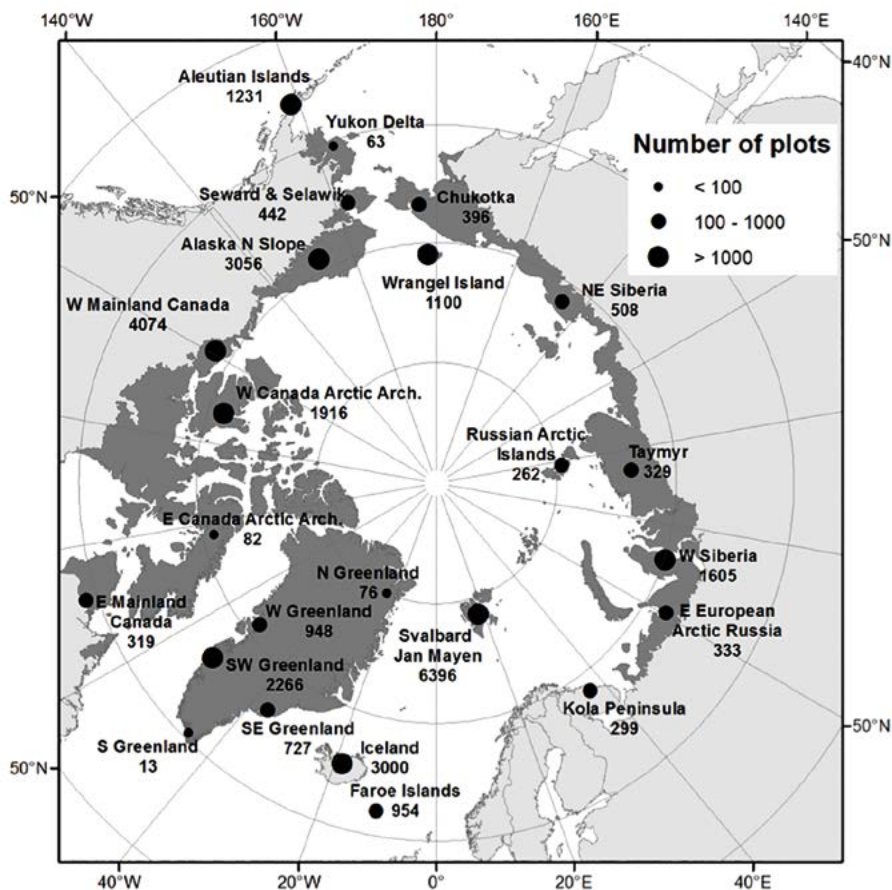 140°W
160°W
180°
160°E
140°E
40°N
Aleutian Islands
1231
Yukon Delta
63
Number of plots
< 100
100 - 1000
> 1000
50°N
Seward & Selawik
442
Chukotka
396
50°N
Alaska N Slope
3056
Wrangel Island
1100
NE Siberia
508
W Mainland Canada
4074
W Canada Arctic Arch.
1916
Russian Arctic
Islands
262
Taymyr
329
E Canada Arctic Arch.
82
W Siberia
1605
N Greenland
76
E Mainland
Canada
319
W Greenland
948
E European
Arctic Russia
333
Svalbard
Jan Mayen
6396
SW Greenland
2266
Kola Peninsula
299
SE Greenland
727
S Greenland
13
Iceland
3000
50°N
50°N
Faroe Islands
954
40°W
20°W
0°
20°E
40°E